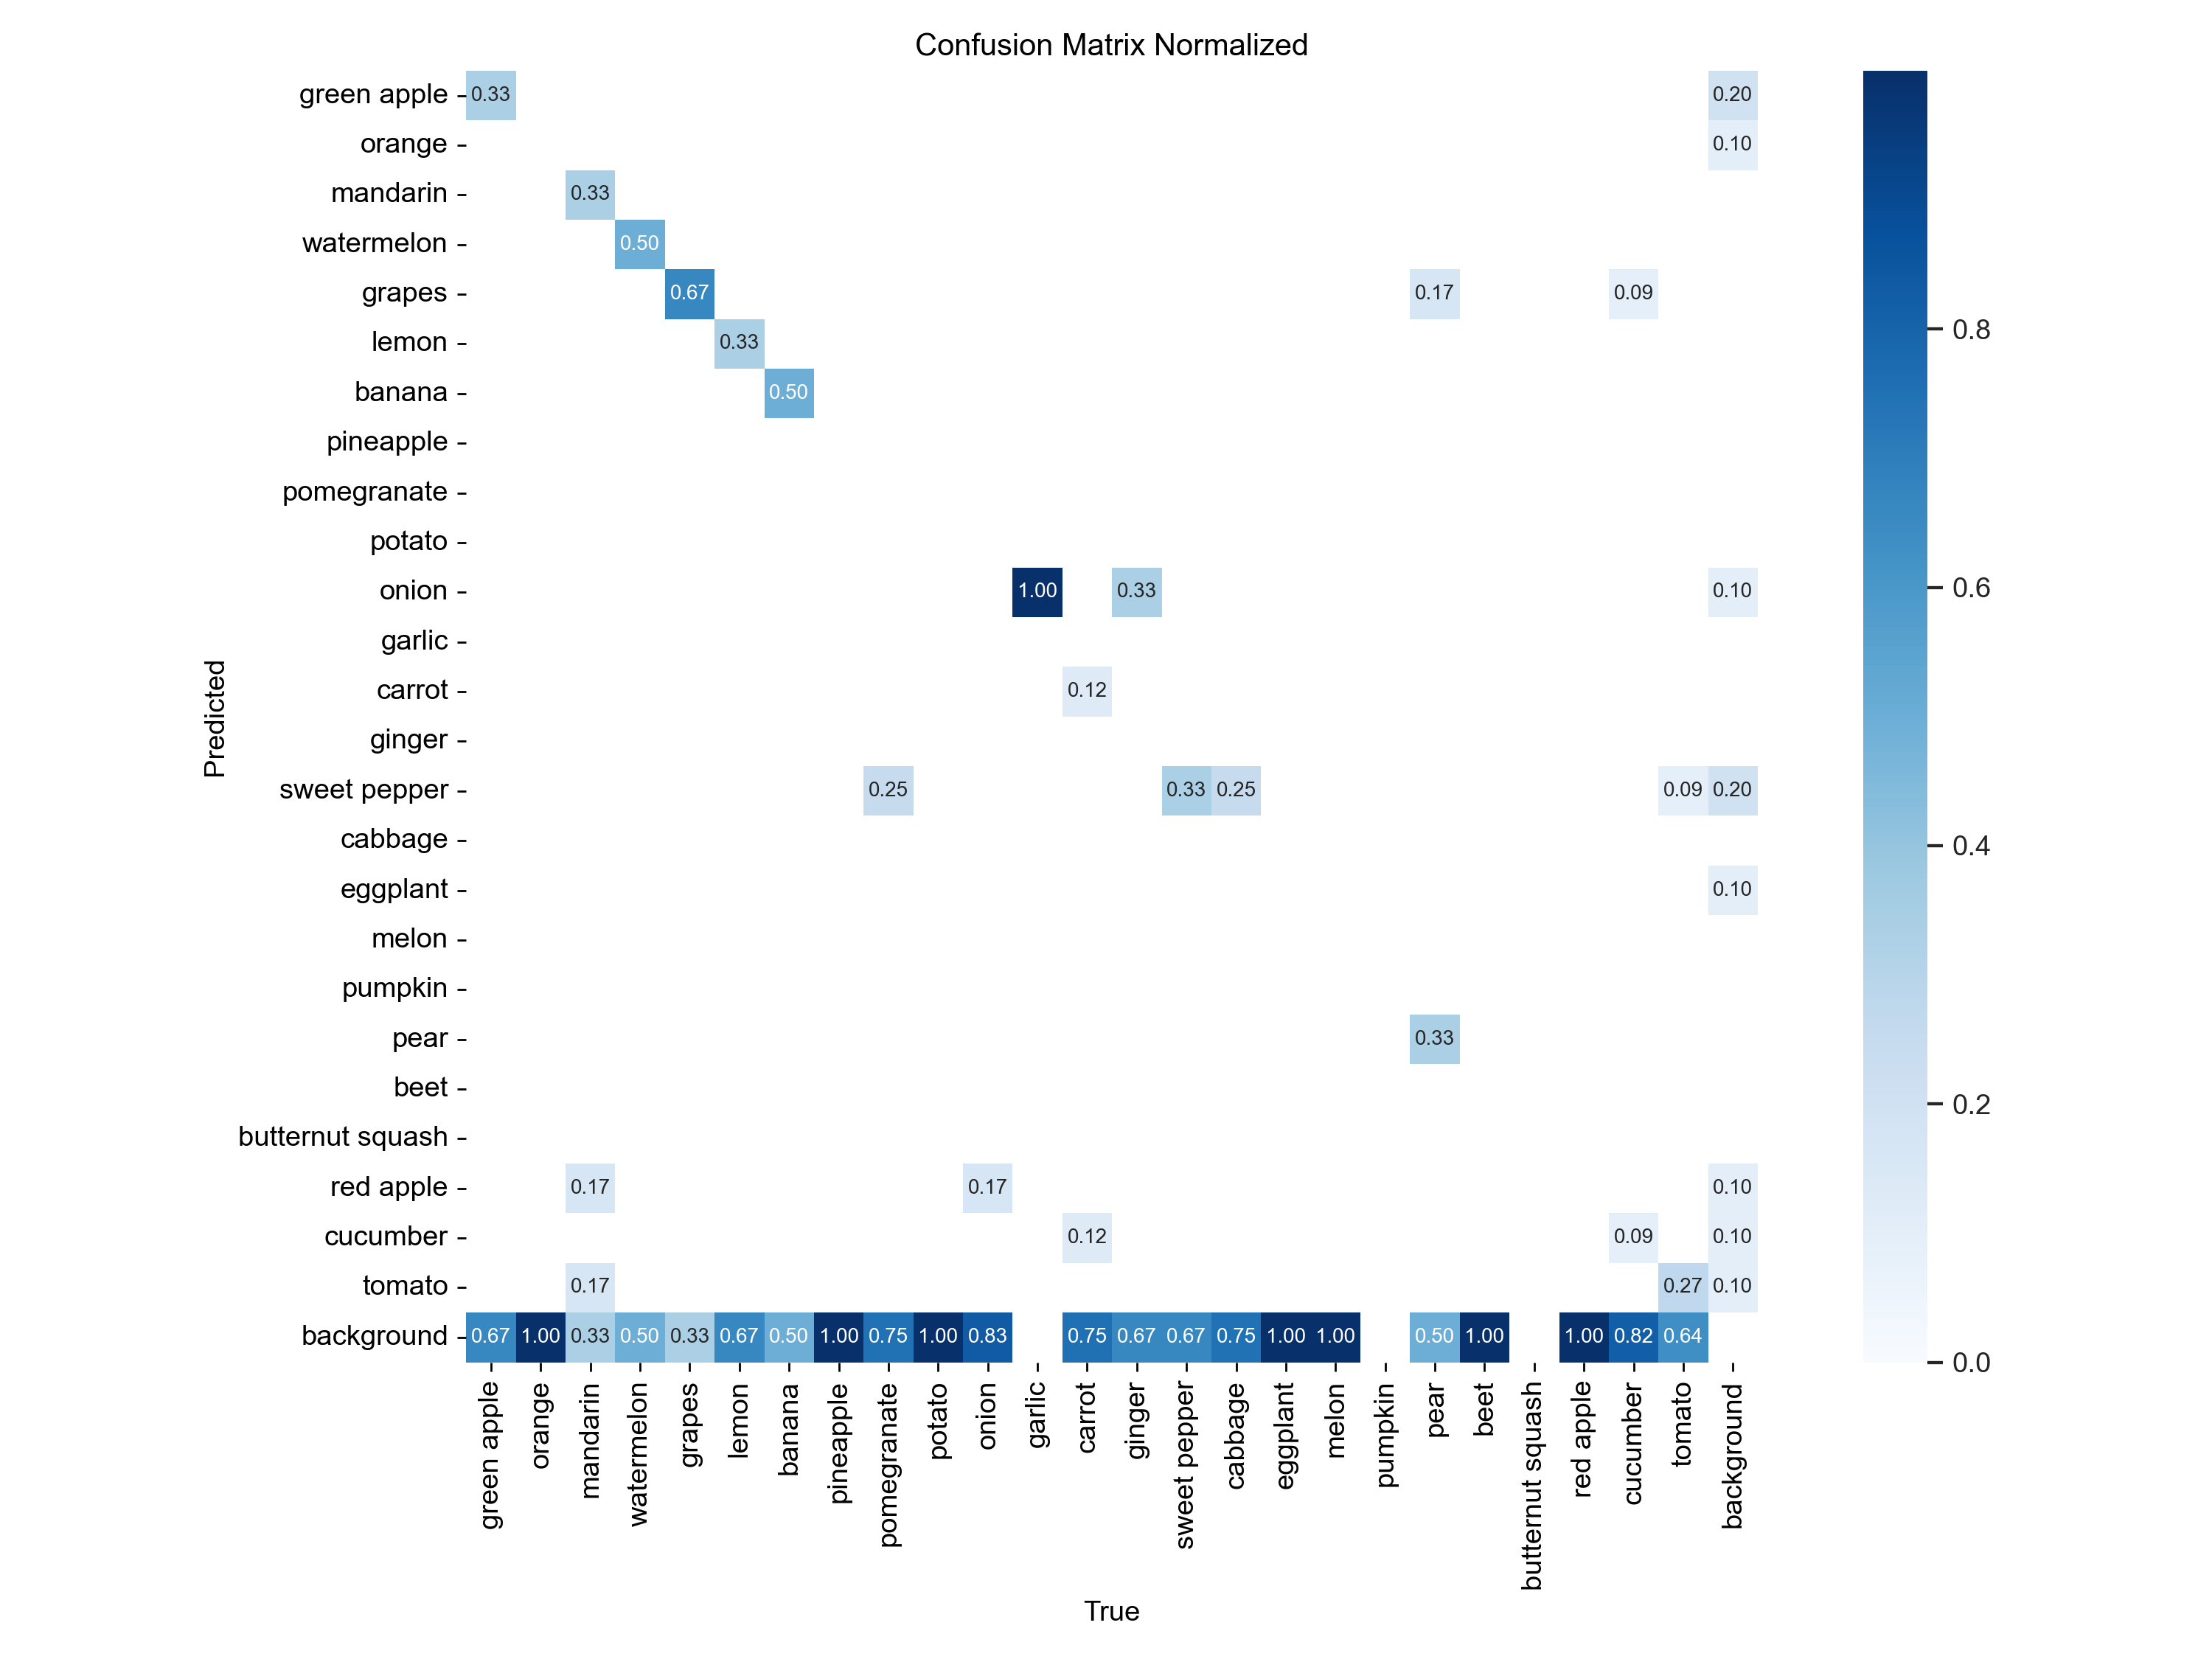 Confusion Matrix Normalized
green apple 0.33 0.20
orange 0.10
mandarin 0.33
watermelon 0.50
grapes 0.67 0.17 0.09
lemon 0.33
banana 0.50
pineapple
pomegranate
potato
onion 1.00 0.33 0.10
garlic
carrot 0.12
ginger
sweet pepper 0.25 0.33 0.25 0.09 0.20
cabbage
eggplant 0.10
melon
pumpkin
pear 0.33
beet
butternut squash
red apple 0.17 0.17 0.10
cucumber 0.12 0.09 0.10
tomato 0.17 0.27 0.10
background 0.67 1.00 0.33 0.50 0.33 0.67 0.50 1.00 0.75 1.00 0.83 0.75 0.67 0.67 0.75 1.00 1.00 0.50 1.00 1.00 0.82 0.64
Predicted
green apple
orange
mandarin
watermelon
grapes
lemon
banana
pineapple
pomegranate
potato
onion
garlic
carrot
ginger
sweet pepper
cabbage
eggplant
melon
pumpkin
pear
beet
butternut squash
red apple
cucumber
tomato
background
True
0.8
0.6
0.4
0.2
0.0